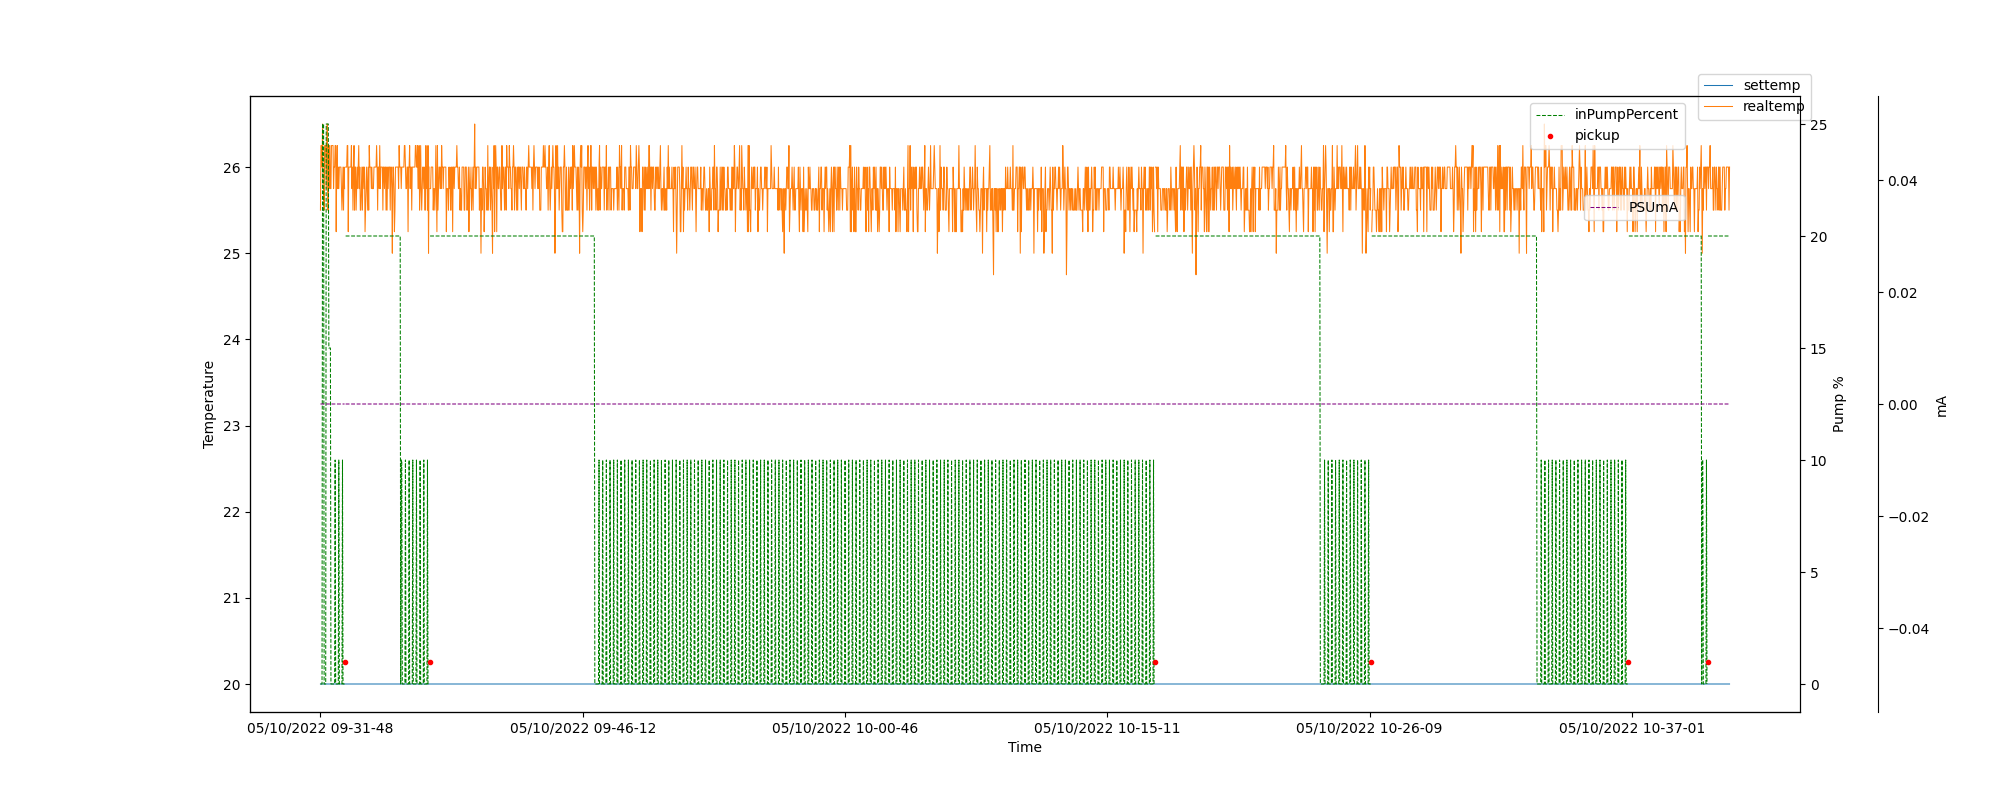 settemp
realtemp
inPumpPercent
pickup
PSUmA
26
25
24
23
22
21
20
Temperature
25
20
15
10
5
0
Pump %
0.04
0.02
0.00
−0.02
−0.04
mA
05/10/2022 09-31-48 05/10/2022 09-46-12 05/10/2022 10-00-46 05/10/2022 10-15-11 05/10/2022 10-26-09 05/10/2022 10-37-01
Time